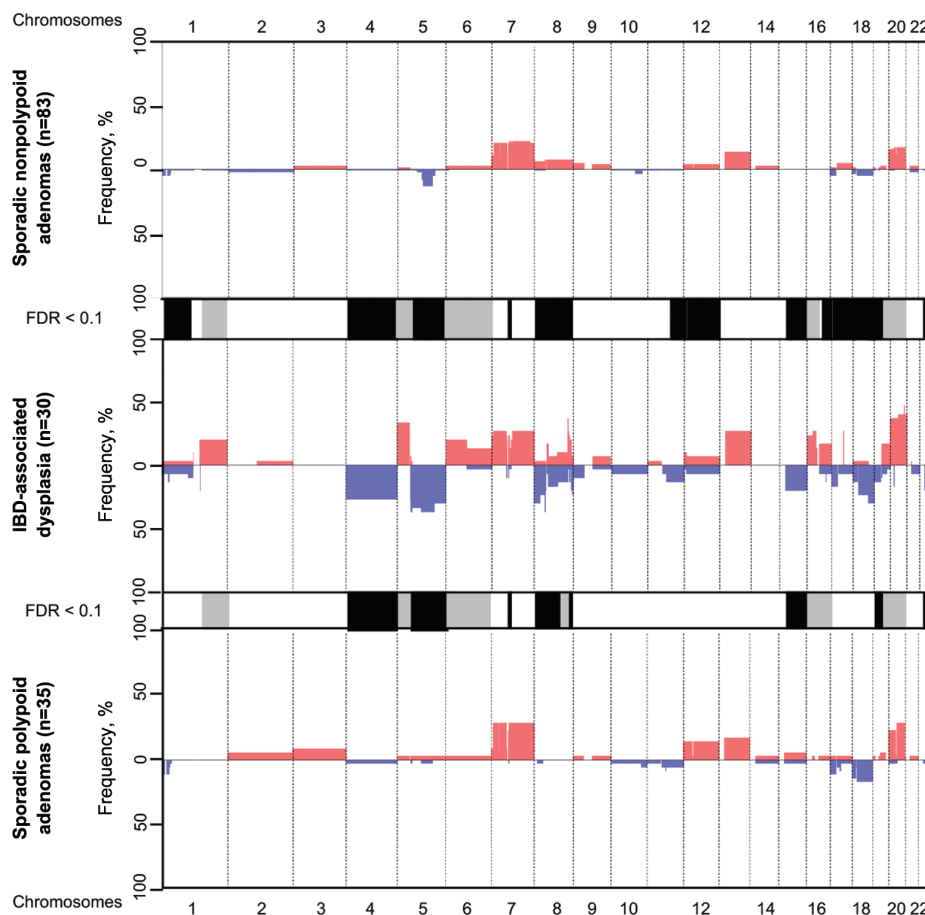 Chromosomes 1 2 3 4 5 6 7 8 9 10 12 14 16 18 20 22
Sporadic nonpolypoid
adenomas (n=83)
Frequency, %
100
50
0
50
100
FDR < 0.1
IBD-associated
dysplasia (n=30)
Frequency, %
100
50
0
50
100
FDR < 0.1
Sporadic polypoid
adenomas (n=35)
Frequency, %
100
50
0
50
100
Chromosomes 1 2 3 4 5 6 7 8 9 10 12 14 16 18 20 22